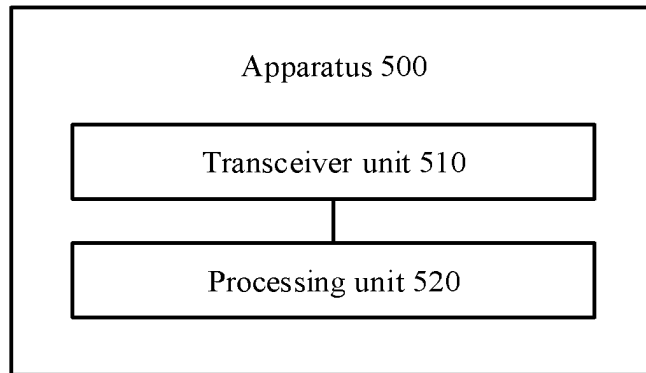 Apparatus 500
Transceiver unit 510
Processing unit 520